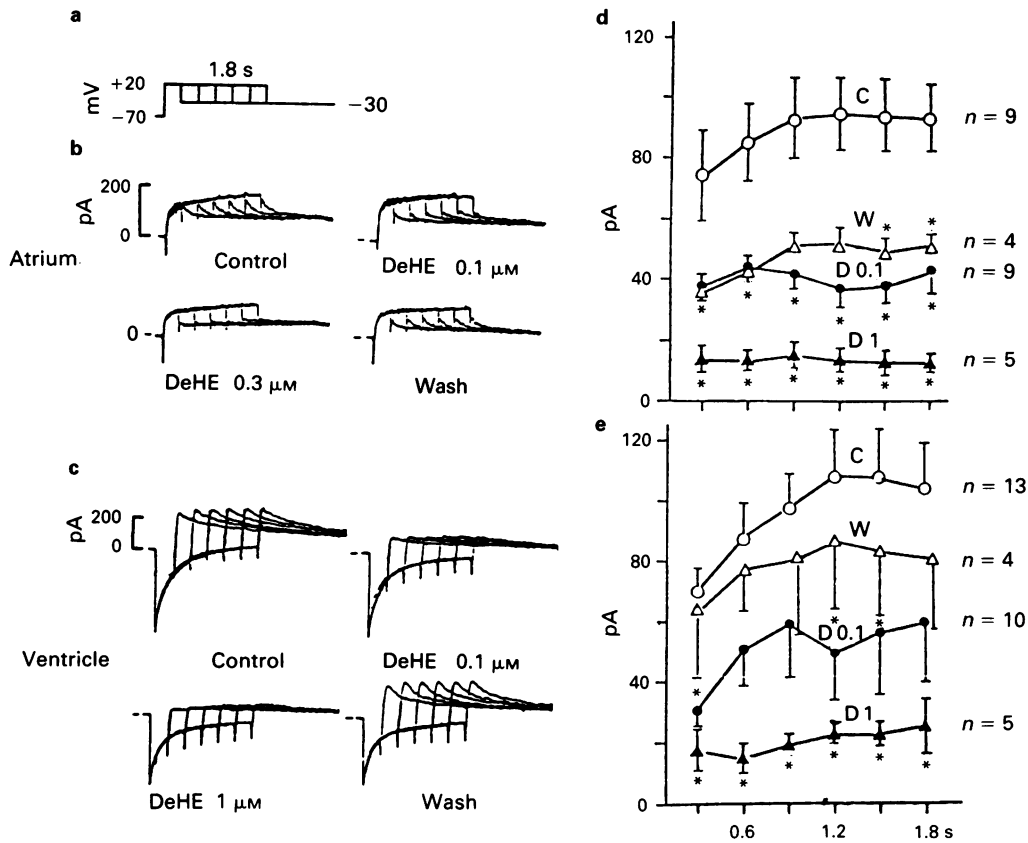 a
1.8 s
+20
mV
−70
−30
b
200
pA
0
Atrium
Control
DeHE 0.1 μM
0
DeHE 0.3 μM
Wash
c
200
pA
0
Ventricle
Control
DeHE 0.1 μM
DeHE 1 μM
Wash
d
120
80
pA
40
0
C
n = 9
W
* *
n = 4
D 0.1
n = 9
* * * * * *
D 1
n = 5
* * * * * *
e
120
80
pA
40
0
C
n = 13
W
n = 4
* *
D 0.1
n = 10
*
D 1
n = 5
* * * * * *
0.6
1.2
1.8 s